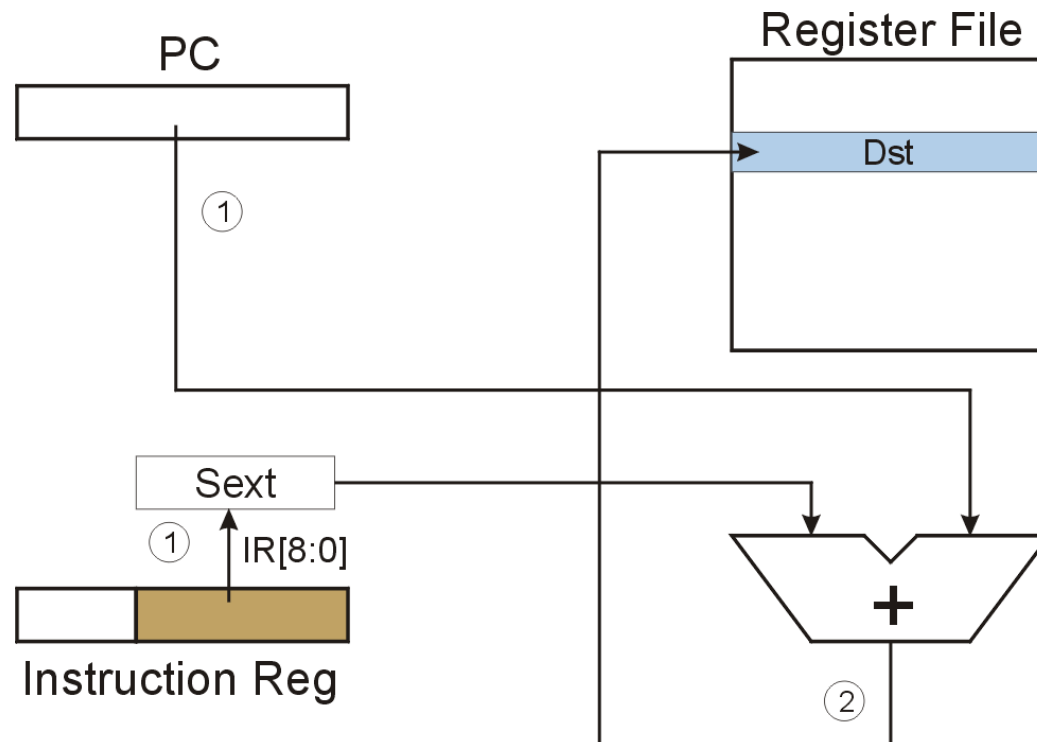 Register File
PC
Dst
1
Sext
1
IR[8:0]
+
Instruction Reg
2